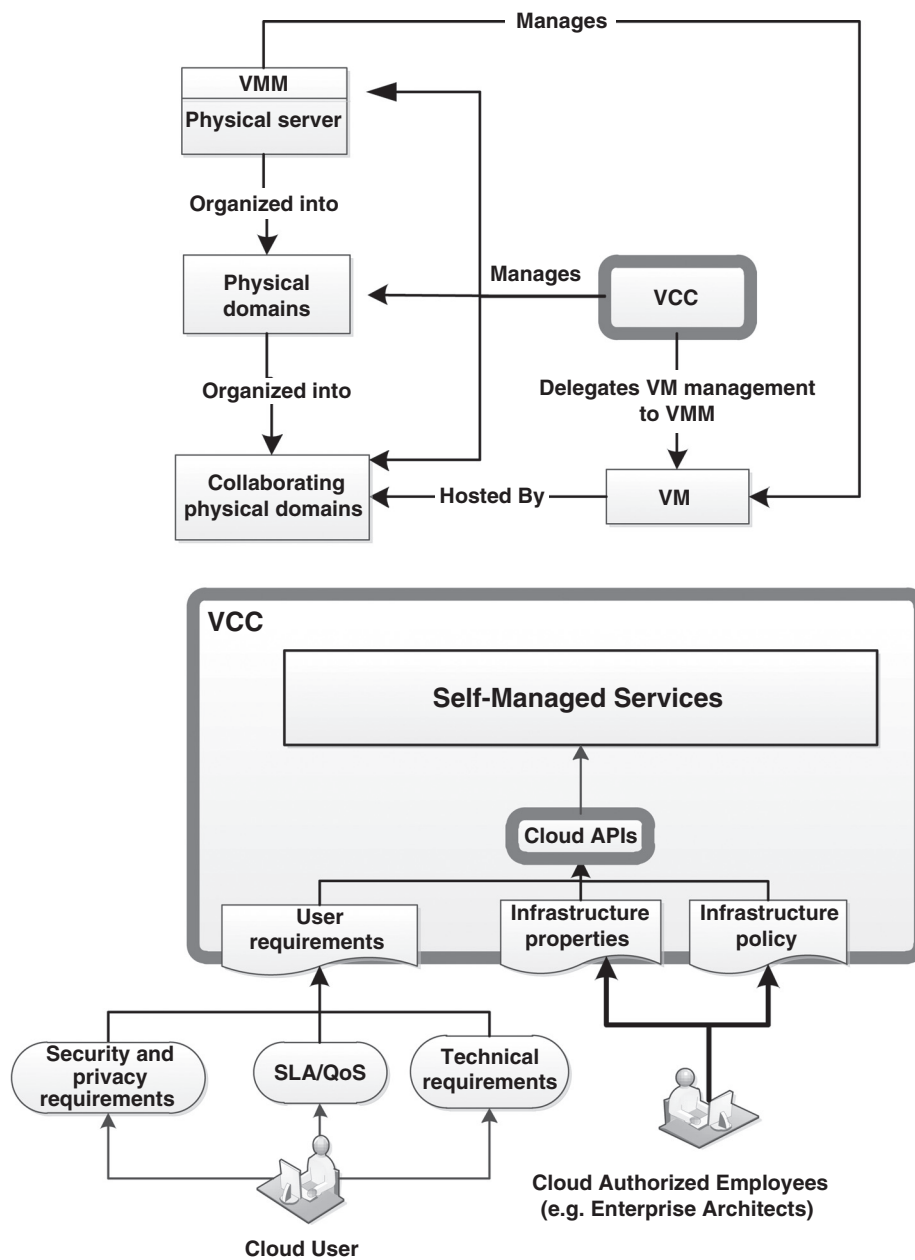 Manages
VMM
Physical server
Organized into
Physical
domains
Manages
VCC
Organized into
Delegates VM management
to VMM
Collaborating
physical domains
Hosted By
VM
VCC
Self-Managed Services
Cloud APIs
User
requirements
Infrastructure
properties
Infrastructure
policy
Security and
privacy
requirements
SLA/QoS
Technical
requirements
Cloud User
Cloud Authorized Employees
(e.g. Enterprise Architects)